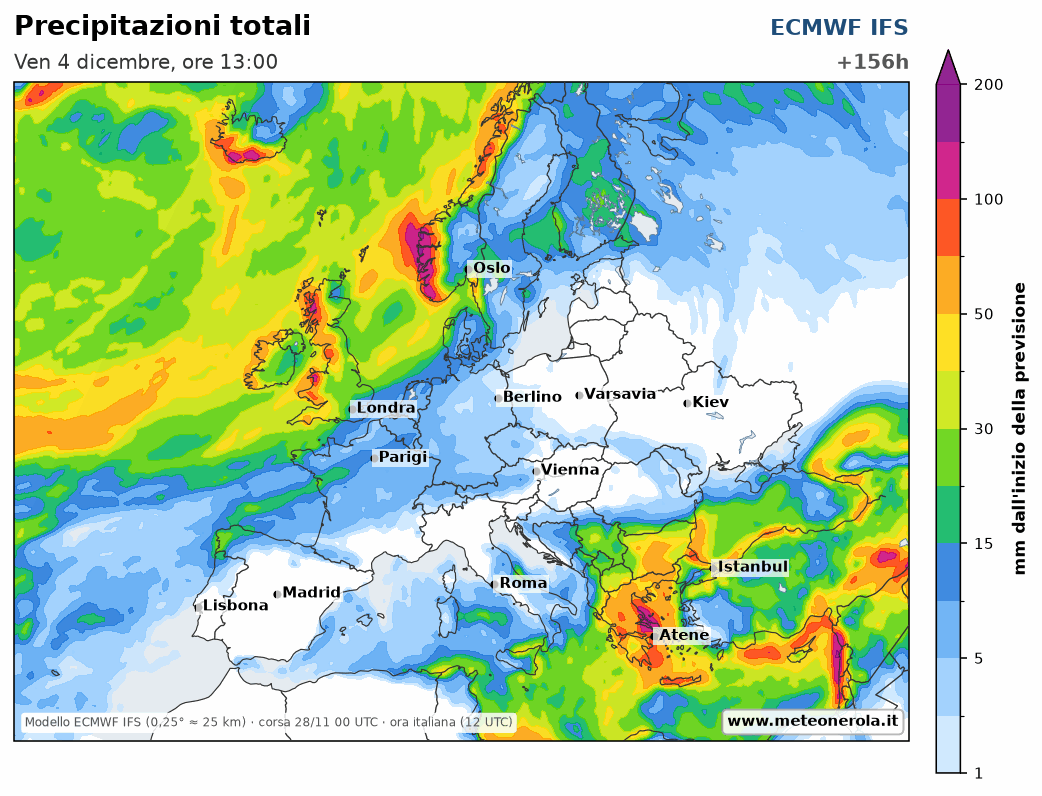 Precipitazioni totali
ECMWF IFS
Ven 4 dicembre, ore 13:00
+156h
200
100
50
30
15
5
1
mm dall'inizio della previsione
Oslo
Berlino
Varsavia
Kiev
Londra
Parigi
Vienna
Istanbul
Roma
Madrid
Lisbona
Atene
Modello ECMWF IFS (0,25° ≈ 25 km) · corsa 28/11 00 UTC · ora italiana (12 UTC)
www.meteonerola.it